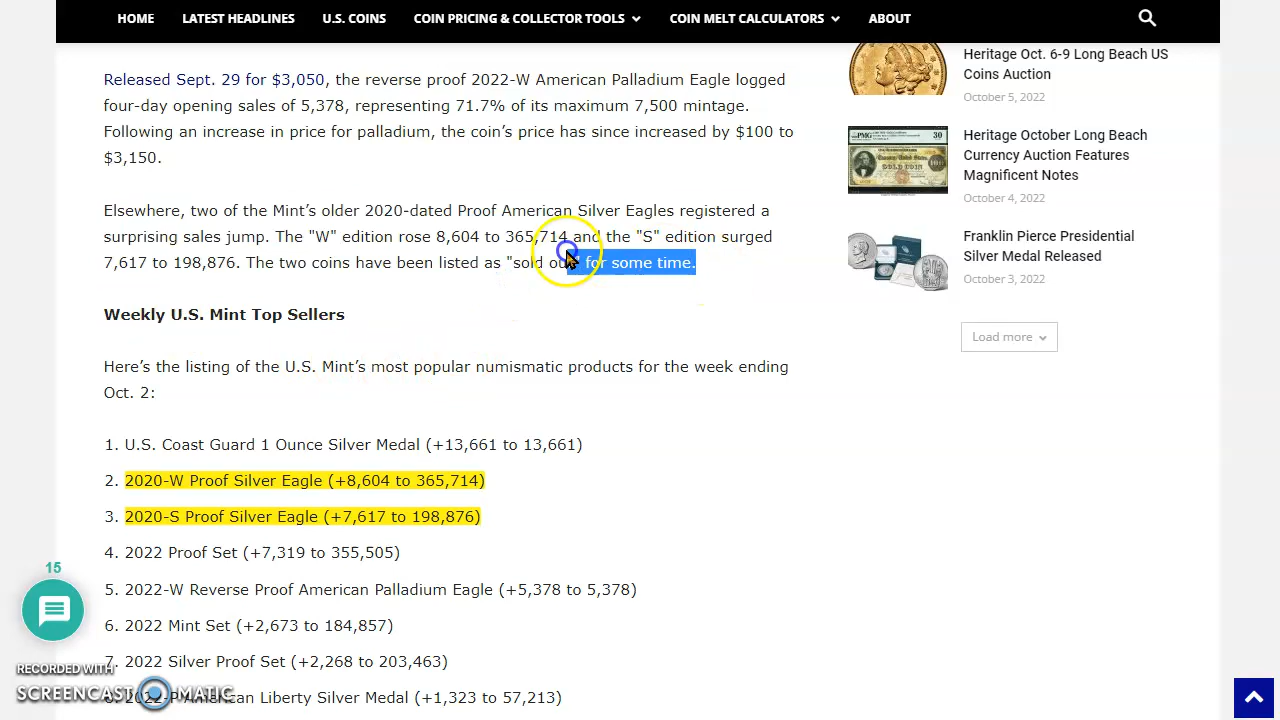 HOME LATEST HEADLINES U.S. COINS COIN PRICING & COLLECTOR TOOLS COIN MELT CALCULATORS ABOUT
Released Sept. 29 for $3,050, the reverse proof 2022-W American Palladium Eagle logged
four-day opening sales of 5,378, representing 71.7% of its maximum 7,500 mintage.
Following an increase in price for palladium, the coin's price has since increased by $100 to
$3,150.
Elsewhere, two of the Mint's older 2020-dated Proof American Silver Eagles registered a
surprising sales jump. The "W" edition rose 8,604 to 365,714 and the "S" edition surged
7,617 to 198,876. The two coins have been listed as "sold out" for some time.
Weekly U.S. Mint Top Sellers
Here's the listing of the U.S. Mint's most popular numismatic products for the week ending
Oct. 2:
1. U.S. Coast Guard 1 Ounce Silver Medal (+13,661 to 13,661)
2. 2020-W Proof Silver Eagle (+8,604 to 365,714)
3. 2020-S Proof Silver Eagle (+7,617 to 198,876)
4. 2022 Proof Set (+7,319 to 355,505)
5. 2022-W Reverse Proof American Palladium Eagle (+5,378 to 5,378)
6. 2022 Mint Set (+2,673 to 184,857)
7. 2022 Silver Proof Set (+2,268 to 203,463)
8. 2022-P American Liberty Silver Medal (+1,323 to 57,213)
Heritage Oct. 6-9 Long Beach US
Coins Auction
October 5, 2022
Heritage October Long Beach
Currency Auction Features
Magnificent Notes
October 4, 2022
Franklin Pierce Presidential
Silver Medal Released
October 3, 2022
Load more
PMG
30
GOLD COIN
15
RECORDED WITH
SCREENCAST MATIC